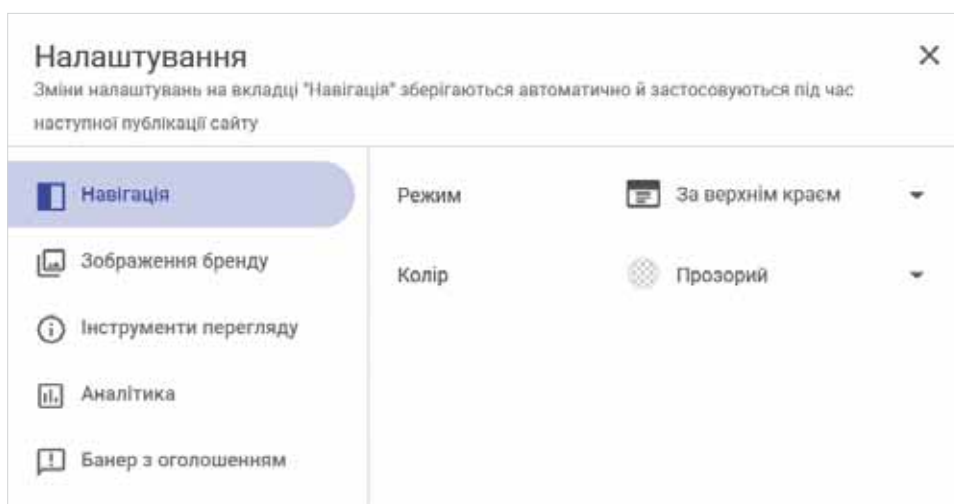 Налаштування
Зміни налаштувань на вкладці "Навігація" зберігаються автоматично й застосовуються під час
наступної публікації сайту
Навігація
Режим
За верхнім краєм
Зображення бренду
Колір
Прозорий
Інструменти перегляду
Аналітика
Банер з оголошенням